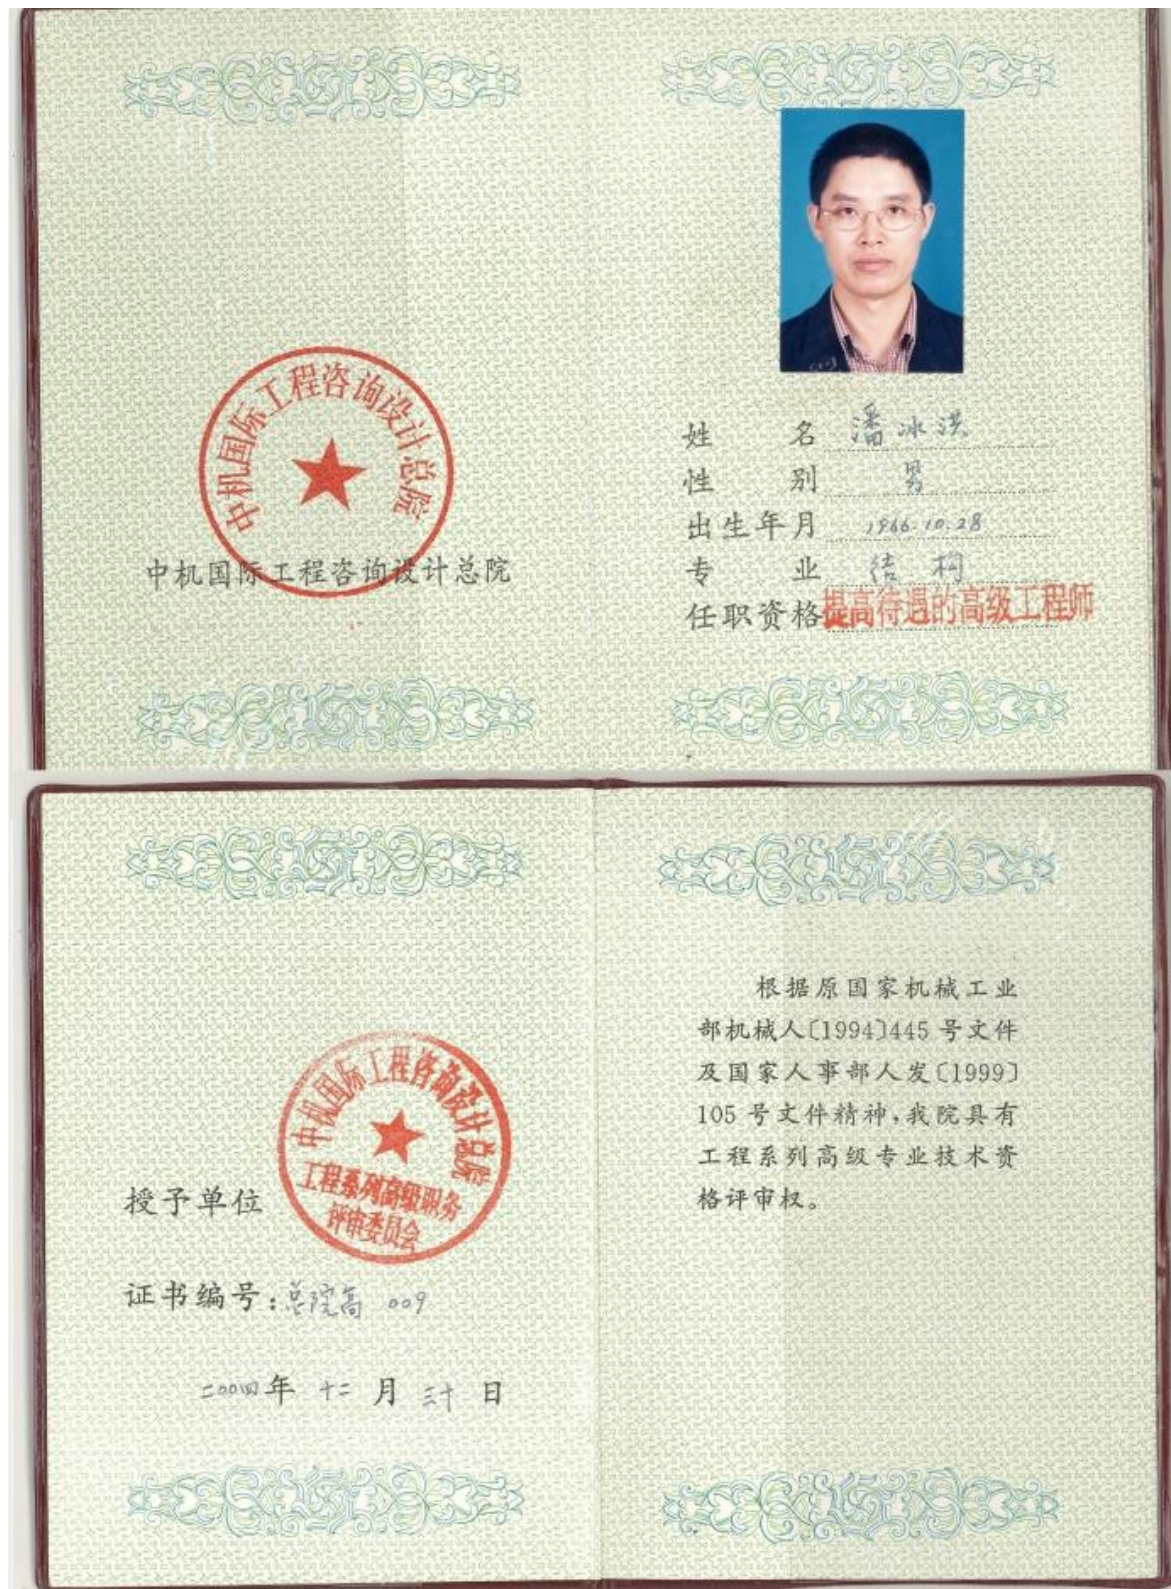 中机国际工程咨询设计总院
中机国际工程咨询设计总院
姓 名 潘冰洪
性 别 男
出生年月 1966.10.28
专 业 结构
任职资格 提高待遇的高级工程师
中机国际工程咨询设计总院
工程系列高级职务
评审委员会
授予单位
证书编号:总院高 009
二〇〇四年 十二 月 三十 日
根据原国家机械工业
部机械人〔1994〕445 号文件
及国家人事部人发〔1999〕
105 号文件精神,我院具有
工程系列高级专业技术资
格评审权。